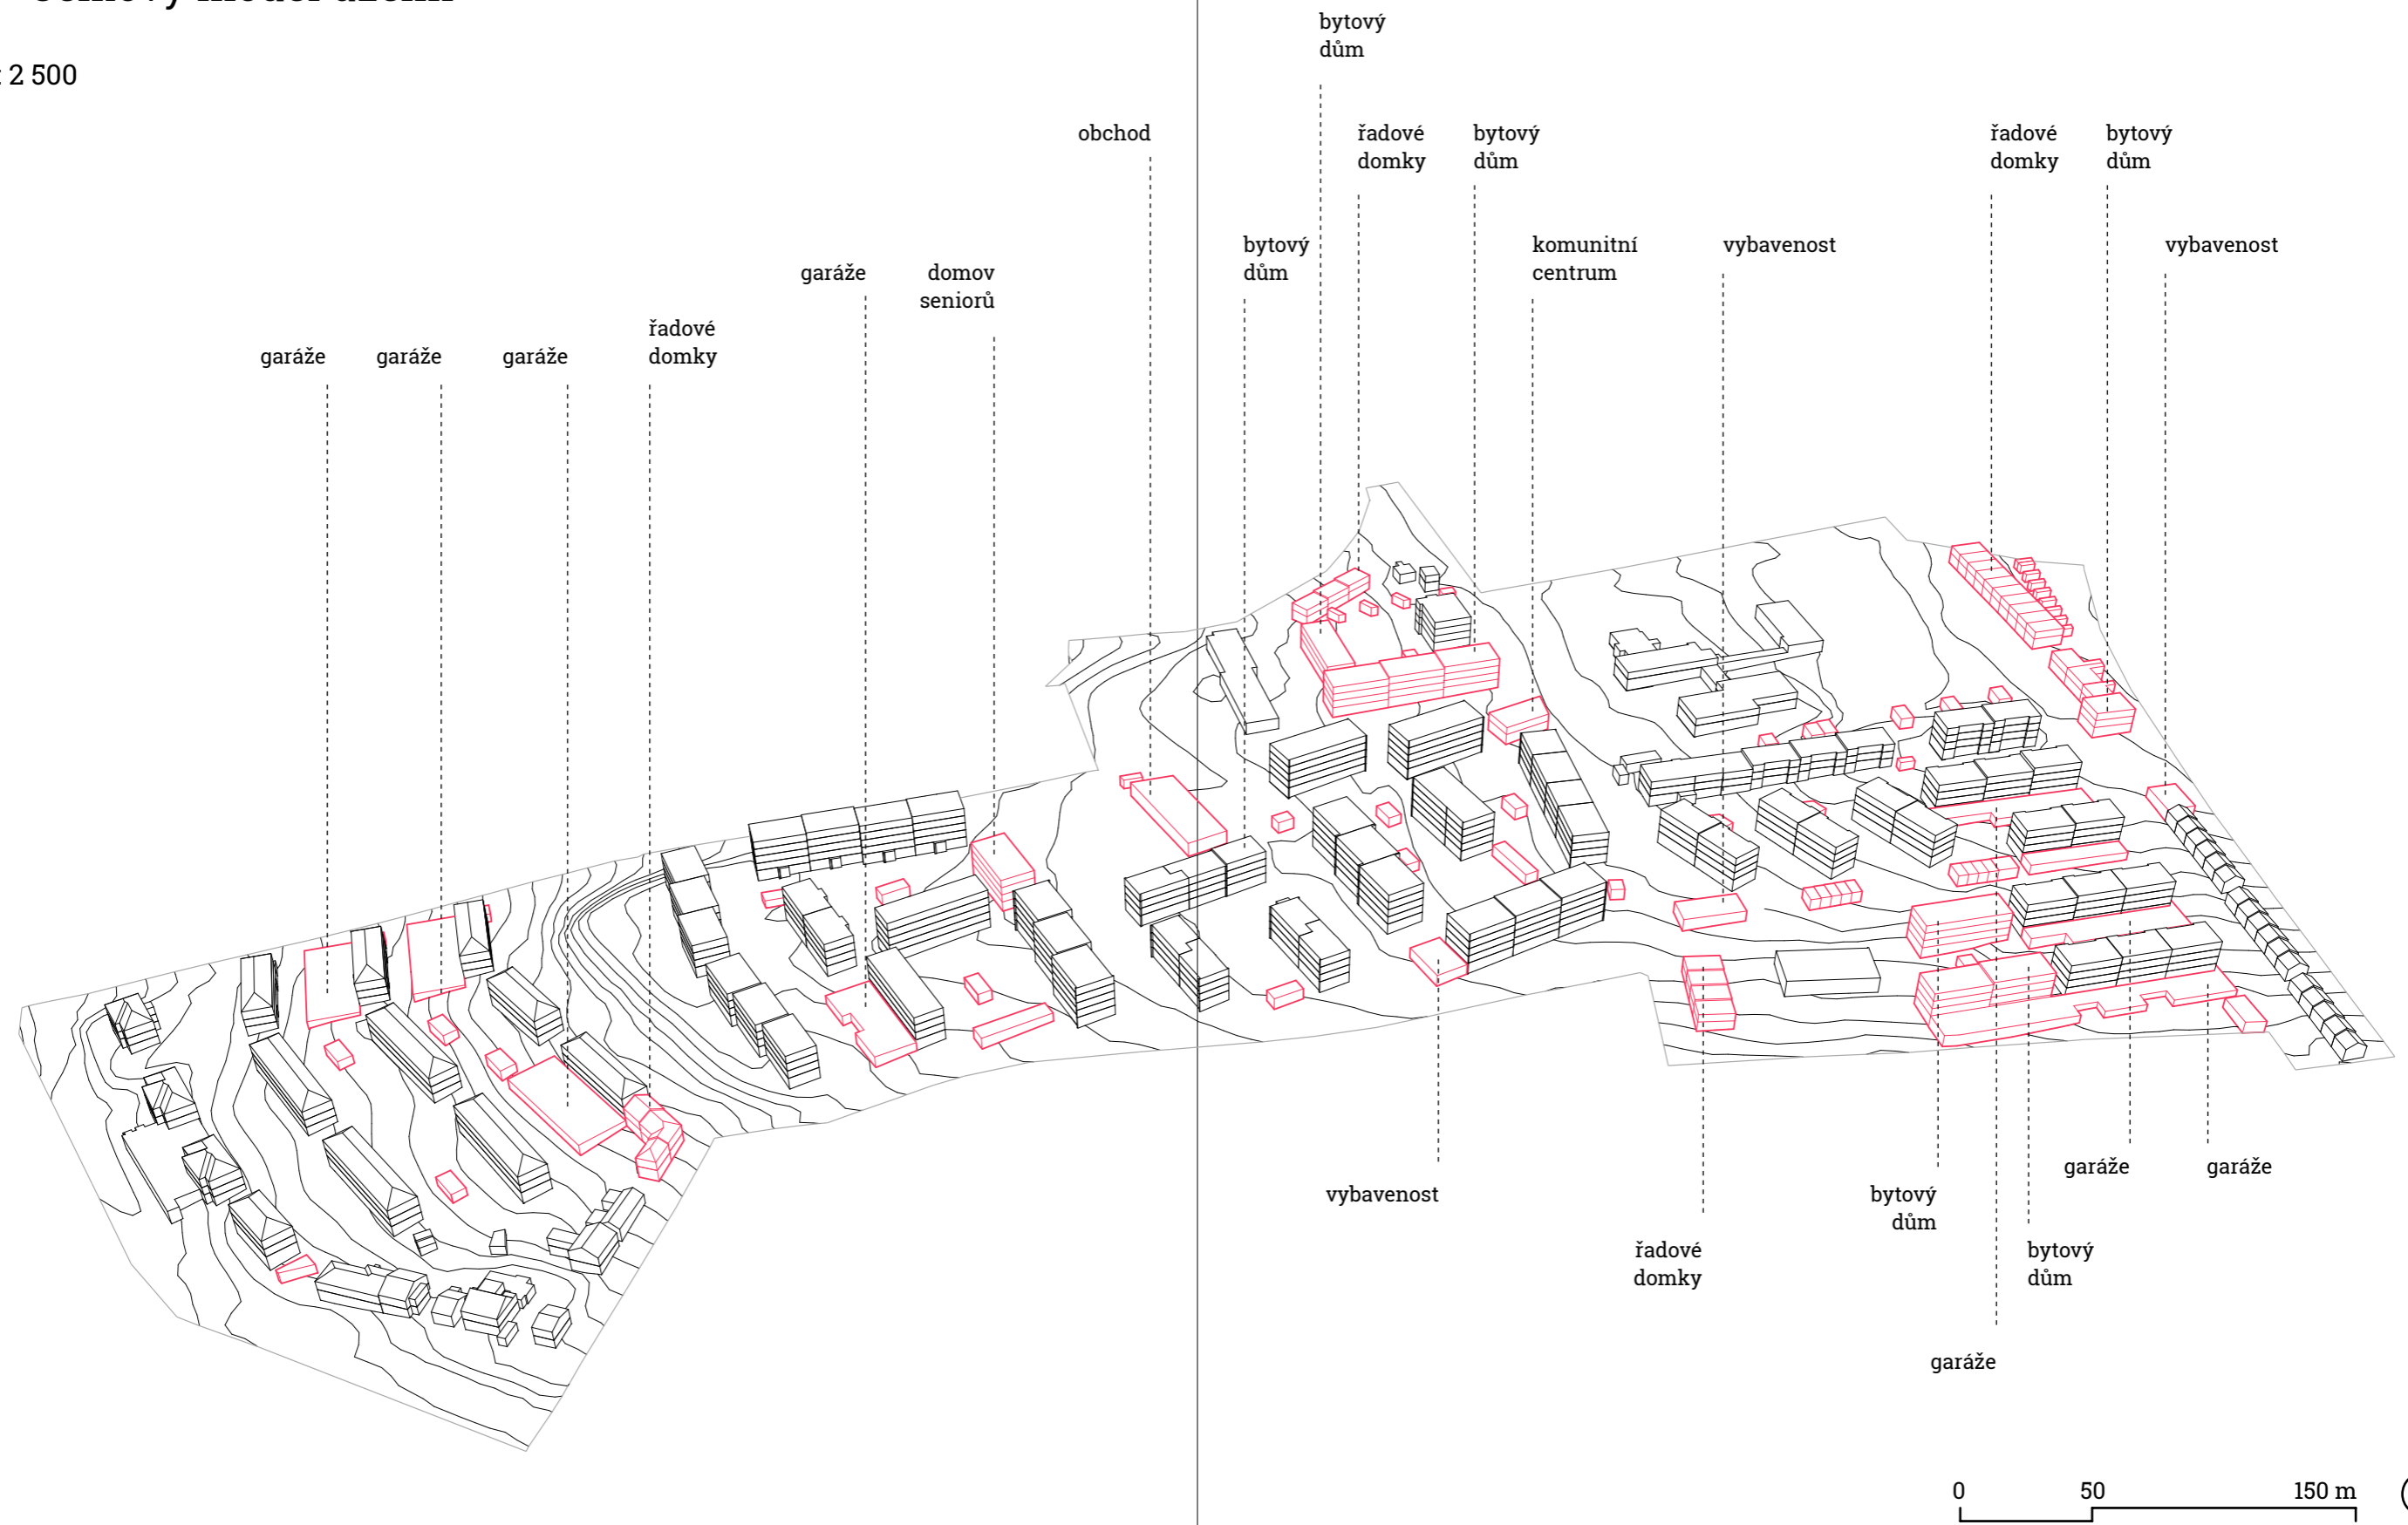 : 2 500
bytový
dům
obchod
řadové
domky
bytový
dům
řadové
domky
bytový
dům
bytový
dům
komunitní
centrum
vybavenost
vybavenost
garáže
domov
seniorů
řadové
domky
garáže
garáže
garáže
garáže
garáže
vybavenost
bytový
dům
řadové
domky
bytový
dům
garáže
0
50
150 m